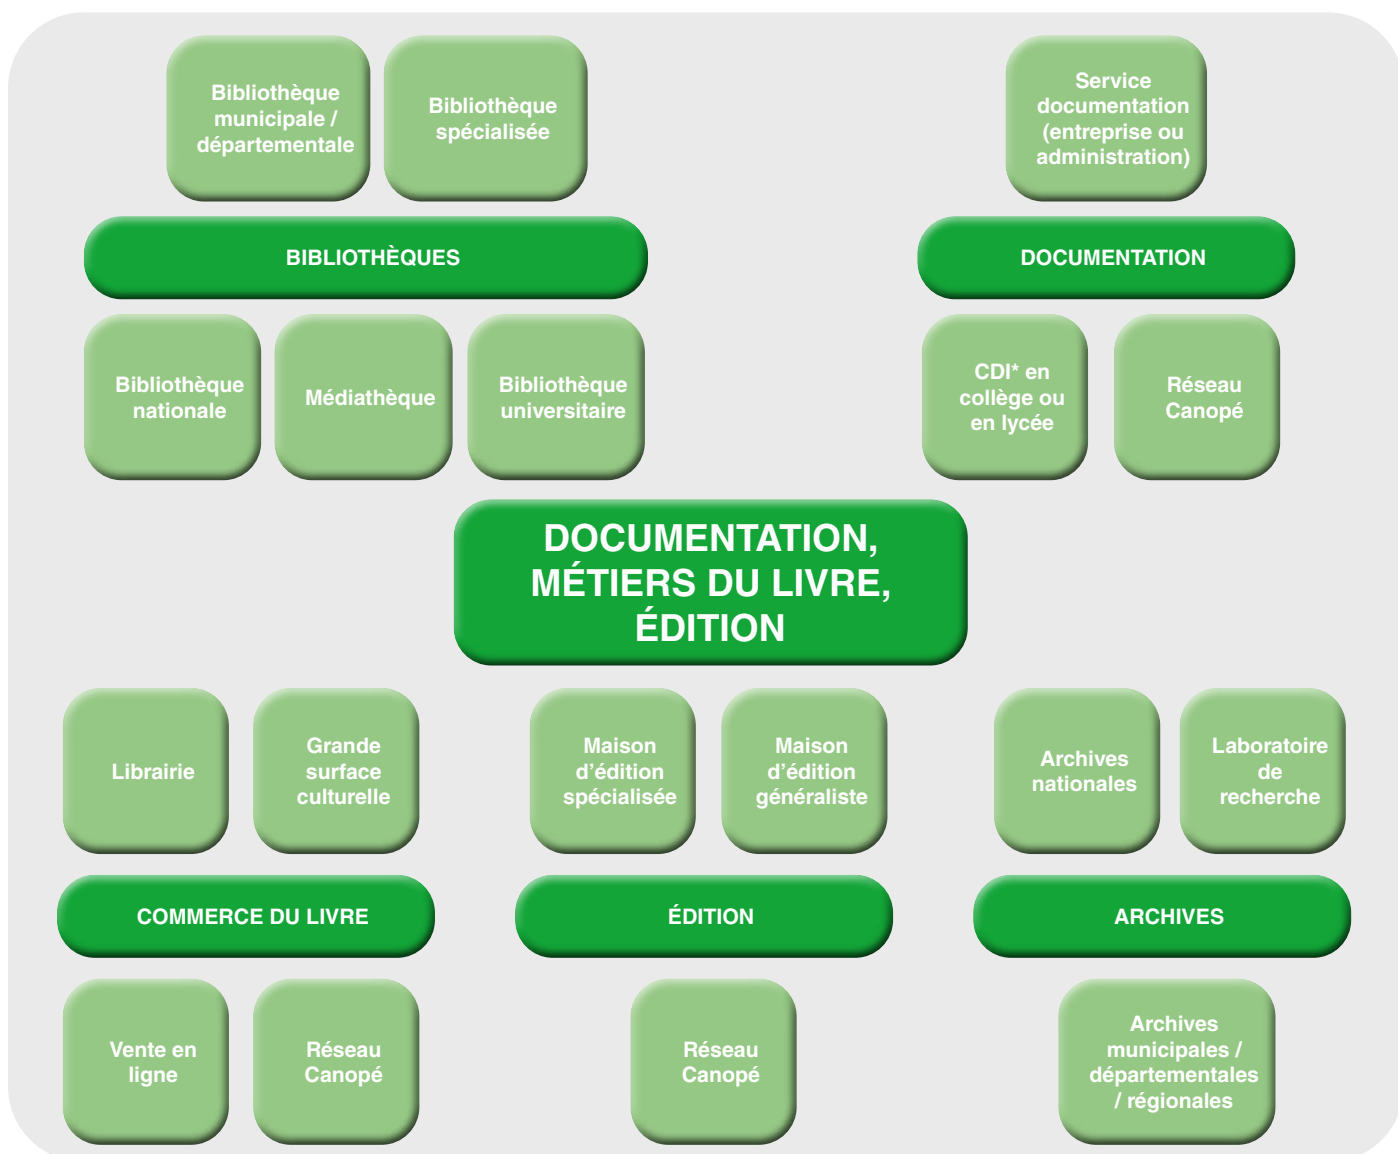 Bibliothèque
municipale /
départementale
Bibliothèque
spécialisée
Service
documentation
(entreprise ou
administration)
BIBLIOTHÈQUES
DOCUMENTATION
Bibliothèque
nationale
Médiathèque
Bibliothèque
universitaire
CDI* en
collège ou
en lycée
Réseau
Canopé
DOCUMENTATION,
MÉTIERS DU LIVRE,
ÉDITION
Librairie
Grande
surface
culturelle
Maison
d’édition
spécialisée
Maison
d’édition
généraliste
Archives
nationales
Laboratoire
de
recherche
COMMERCE DU LIVRE
ÉDITION
ARCHIVES
Vente en
ligne
Réseau
Canopé
Réseau
Canopé
Archives
municipales /
départementales
/ régionales